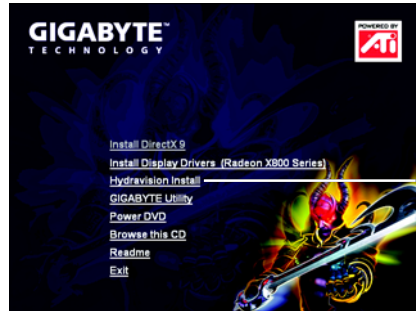 GIGABYTE™
TECHNOLOGY
POWERED BY
ATi
Install DirectX 9
Install Display Drivers (Radeon X800 Series)
Hydravision Install
GIGABYTE Utility
Power DVD
Browse this CD
Readme
Exit